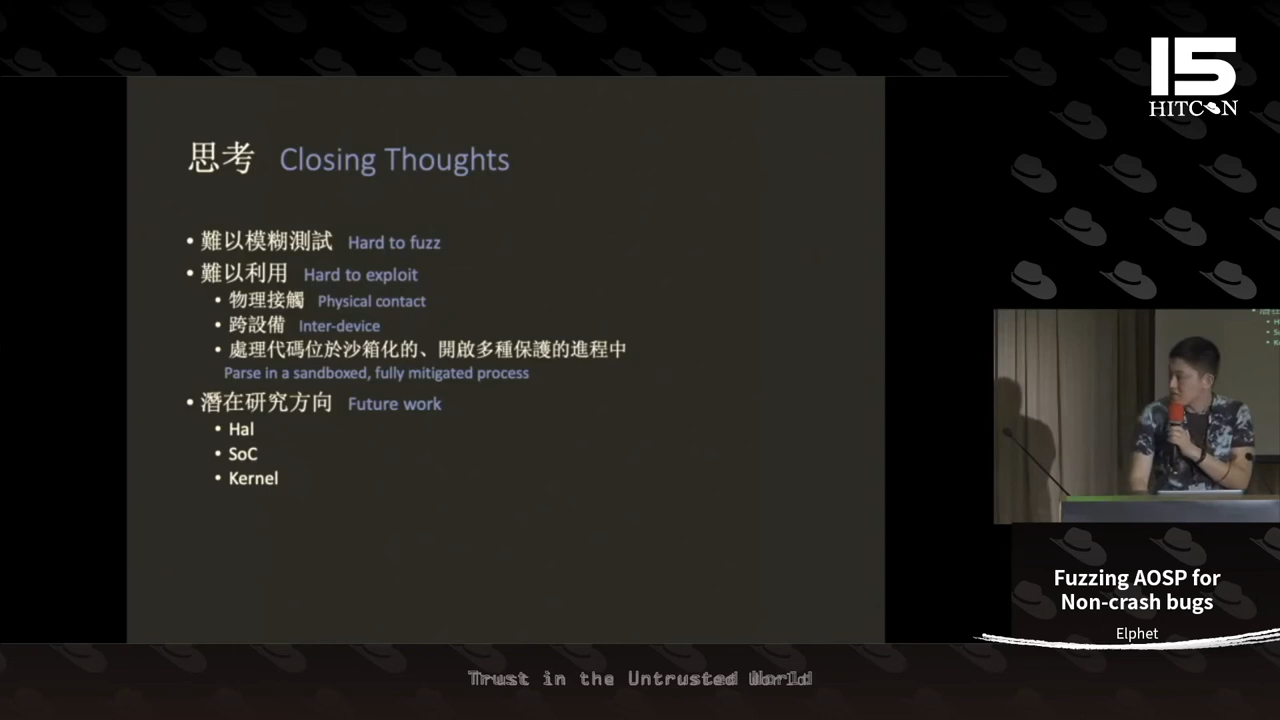 15
HITCON
思考 Closing Thoughts
• 難以模糊測試 Hard to fuzz
• 難以利用 Hard to exploit
• 物理接觸 Physical contact
• 跨設備 Inter-device
• 處理代碼位於沙箱化的、開啟多種保護的進程中
Parse in a sandboxed, fully mitigated process
• 潛在研究方向 Future work
• Hal
• SoC
• Kernel
Fuzzing AOSP for
Non-crash bugs
Elphet
Trust in the Untrusted World